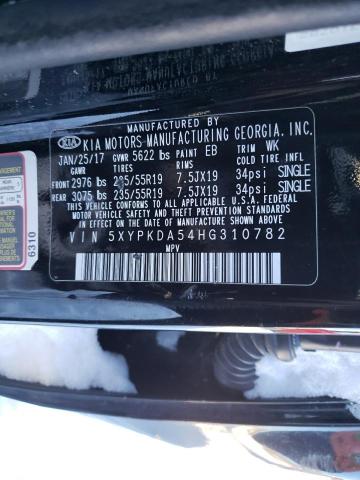 MANUFACTURED BY
KIA KIA MOTORS MANUFACTURING GEORGIA, INC.
JAN/25/17 GVWR 5622 lbs PAINT EB TRIM WK
GAWR TIRES RIMS COLD TIRE INFL
FRONT 2976 lbs 235/55R19 7.5JX19 34psi SINGLE
REAR 3075 lbs 235/55R19 7.5JX19 34psi SINGLE
THIS VEHICLE CONFORMS TO ALL APPLICABLE
FEDERAL MOTOR VEHICLE SAFETY STANDARDS IN
EFFECT ON THE DATE OF MANUFACTURE SHOWN ABOVE.
VIN 5XYPKDA54HG310782
MPV
6310